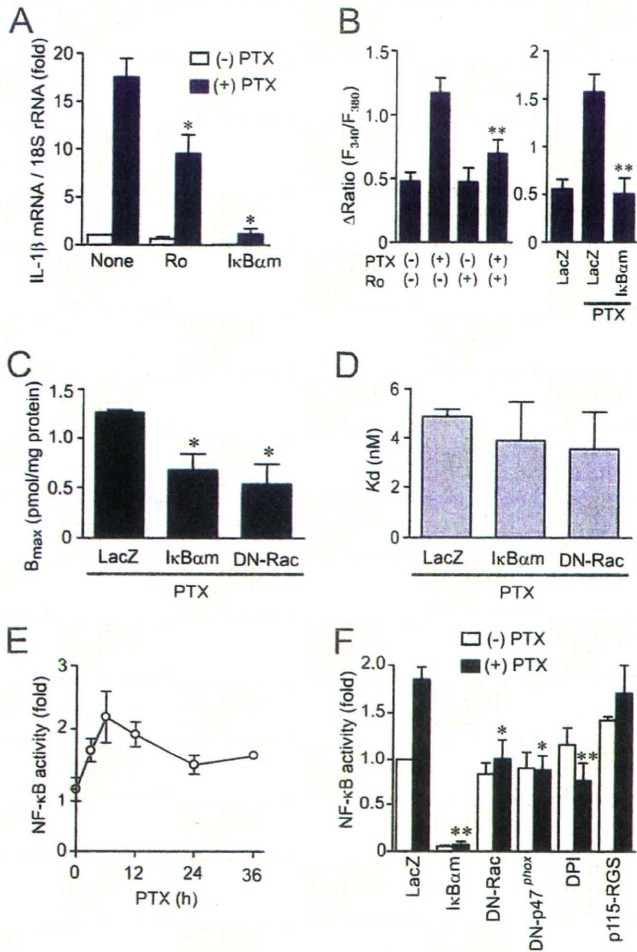 A
IL-1β mRNA / 18S rRNA (fold)
20
15
10
5
0
(-) PTX
(+) PTX
*
*
None Ro IκBαm
B
ΔRatio (F340/F380)
1.5
1.0
0.5
0
**
PTX (-) (+) (-) (+)
Ro (-) (-) (+) (+)
2
1.5
1
0.5
0
**
LacZ
LacZ
IκBαm
PTX
C
Bmax (pmol/mg protein)
1.5
1.0
0.5
0
*
*
LacZ IκBαm DN-Rac
PTX
D
Kd (nM)
6
4
2
0
LacZ IκBαm DN-Rac
PTX
E
NF-κB activity (fold)
3
2
1
0
0 12 24 36
PTX (h)
F
(-) PTX
(+) PTX
NF-κB activity (fold)
2.0
1.5
1.0
0.5
0
**
*
*
**
LacZ
IκBαm
DN-Rac
DN-p47phox
DPI
p115-RGS